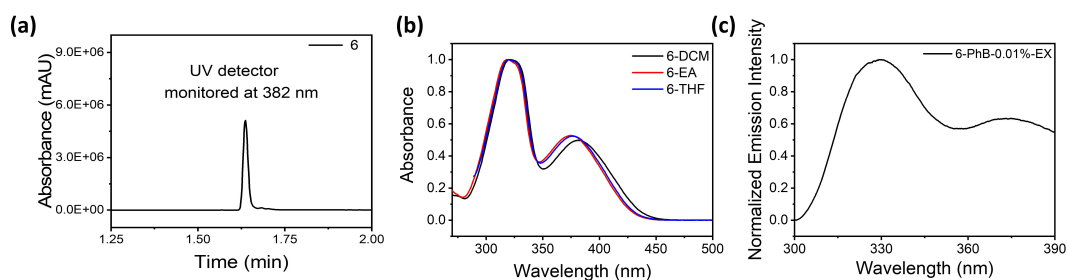 (a)
Absorbance (mAU)
9.0E+06
6.0E+06
3.0E+06
0.0E+00
6
UV detector
monitored at 382 nm
1.25
1.50
1.75
2.00
Time (min)
(b)
Absorbance
1.0
0.8
0.6
0.4
0.2
0.0
6-DCM
6-EA
6-THF
300
350
400
450
500
Wavelength (nm)
(c)
Normalized Emission Intensity
1.0
0.8
0.6
0.4
0.2
0.0
6-PhB-0.01%-EX
300
330
360
390
Wavelength (nm)